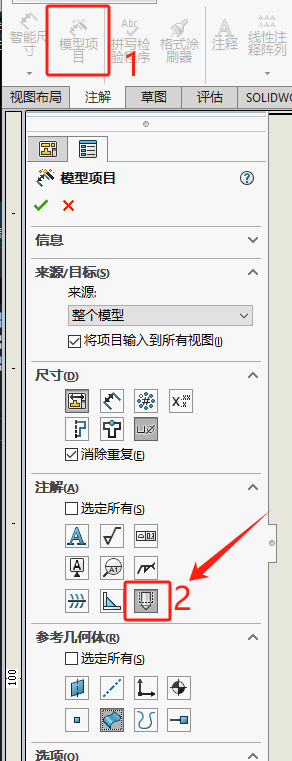 智能尺寸
模型项目
拼写检验程序
格式涂刷器
注释
线性注释阵列
1
视图布局
注解
草图
评估
SOLIDWO
模型项目
信息
来源/目标(S)
来源:
整个模型
将项目输入到所有视图(I)
尺寸(D)
X.XX
消除重复(E)
注解(A)
选定所有(S)
A
A
A1
2
参考几何体(R)
选定所有(S)
100
选项(O)